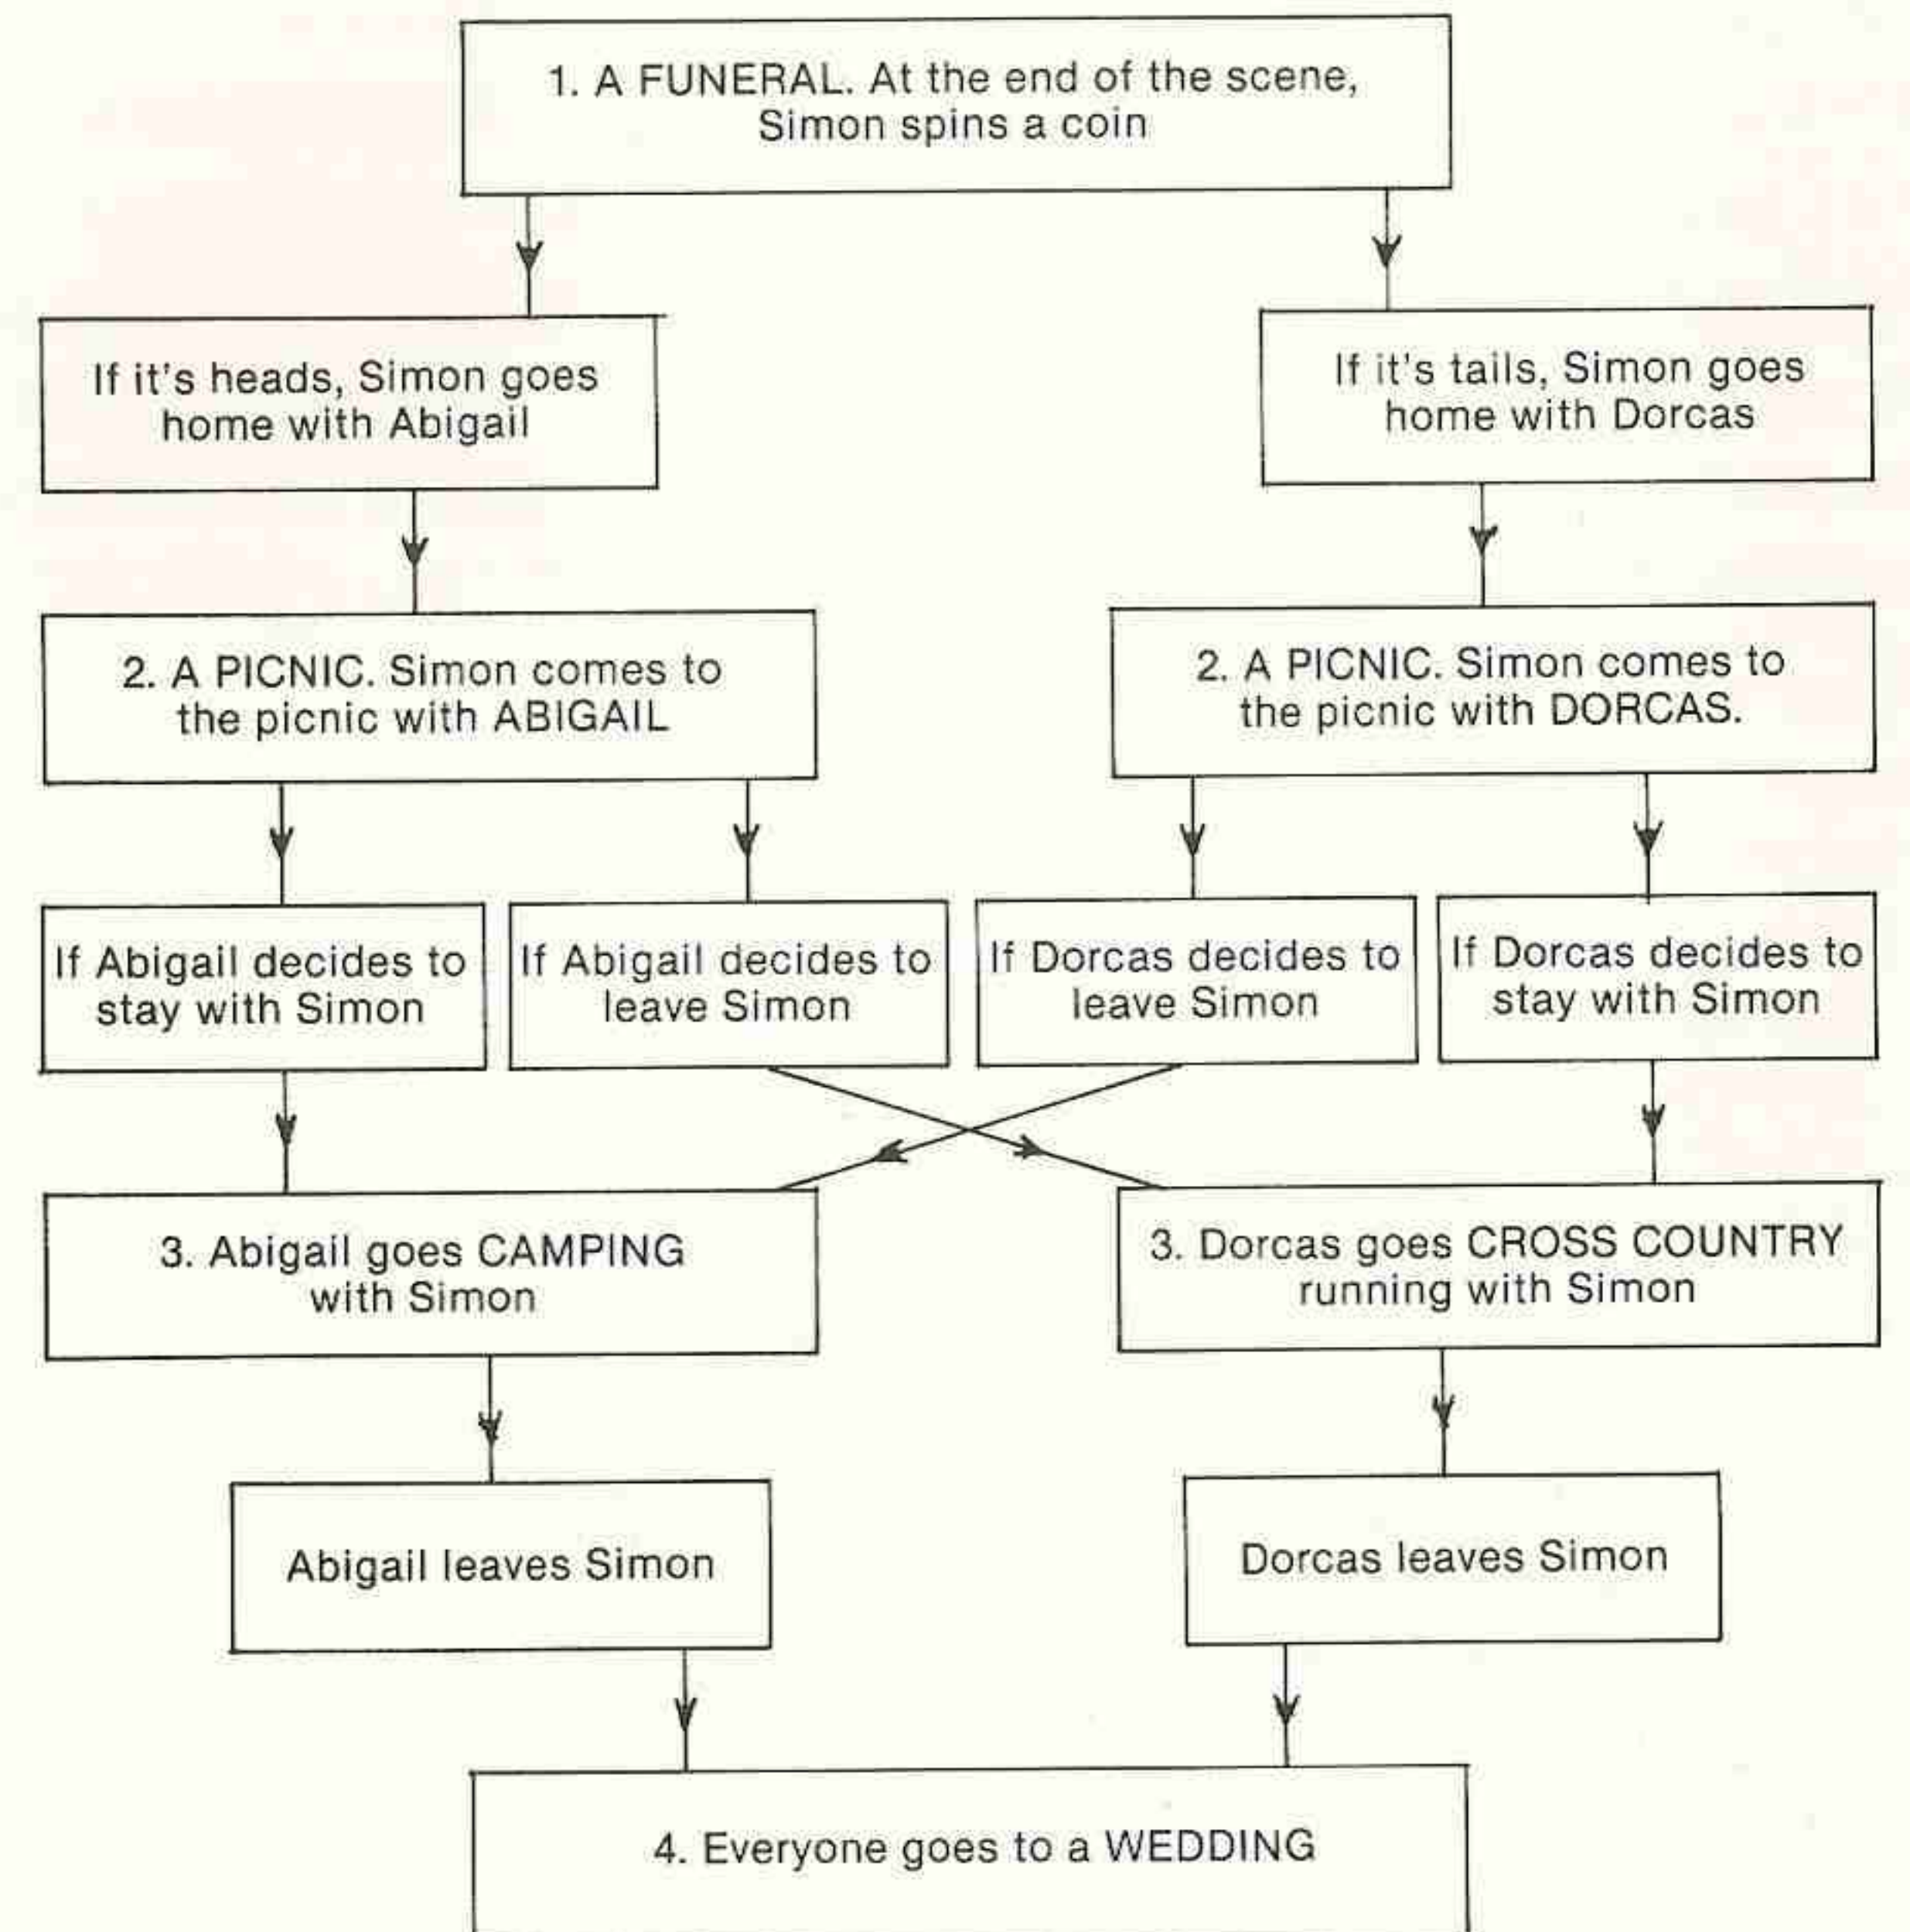 1. A FUNERAL. At the end of the scene,
Simon spins a coin
If it's heads, Simon goes
home with Abigail
If it's tails, Simon goes
home with Dorcas
2. A PICNIC. Simon comes to
the picnic with ABIGAIL
2. A PICNIC. Simon comes to
the picnic with DORCAS.
If Abigail decides to
stay with Simon
If Abigail decides to
leave Simon
If Dorcas decides to
leave Simon
If Dorcas decides to
stay with Simon
3. Abigail goes CAMPING
with Simon
3. Dorcas goes CROSS COUNTRY
running with Simon
Abigail leaves Simon
Dorcas leaves Simon
4. Everyone goes to a WEDDING